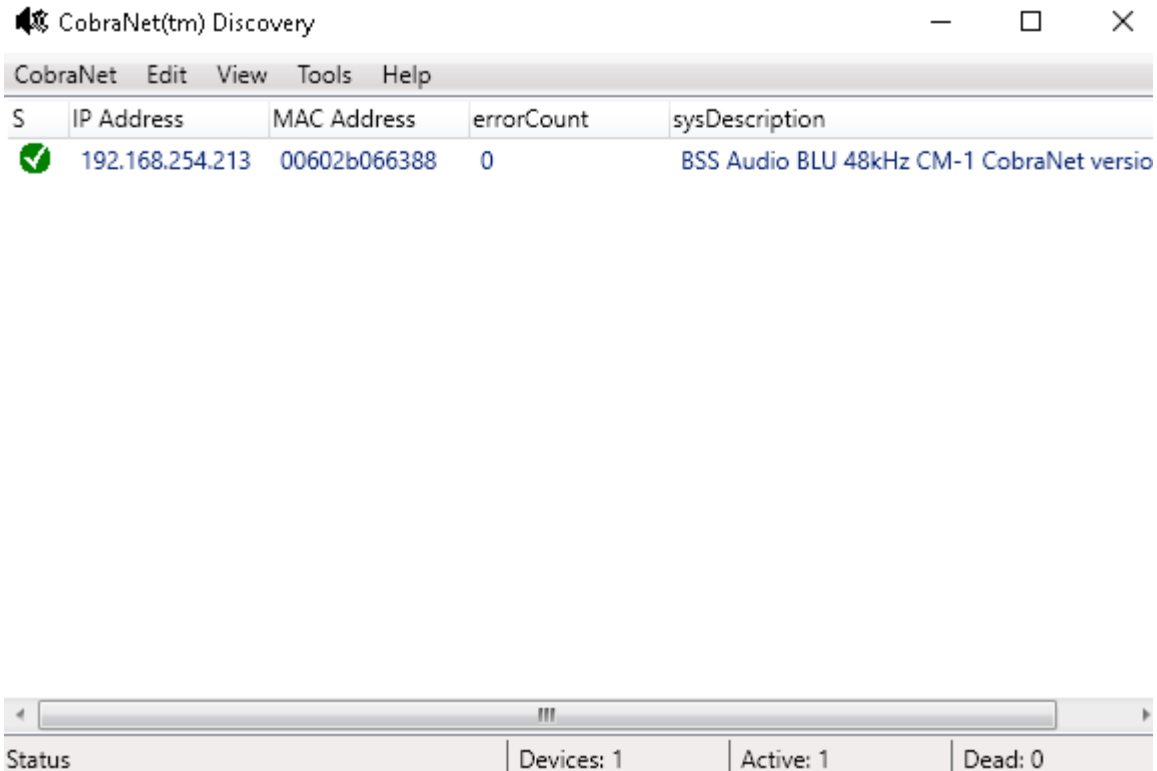 CobraNet(tm) Discovery
CobraNet Edit View Tools Help
S IP Address MAC Address errorCount sysDescription
192.168.254.213 00602b066388 0 BSS Audio BLU 48kHz CM-1 CobraNet versio
Status Devices: 1 Active: 1 Dead: 0